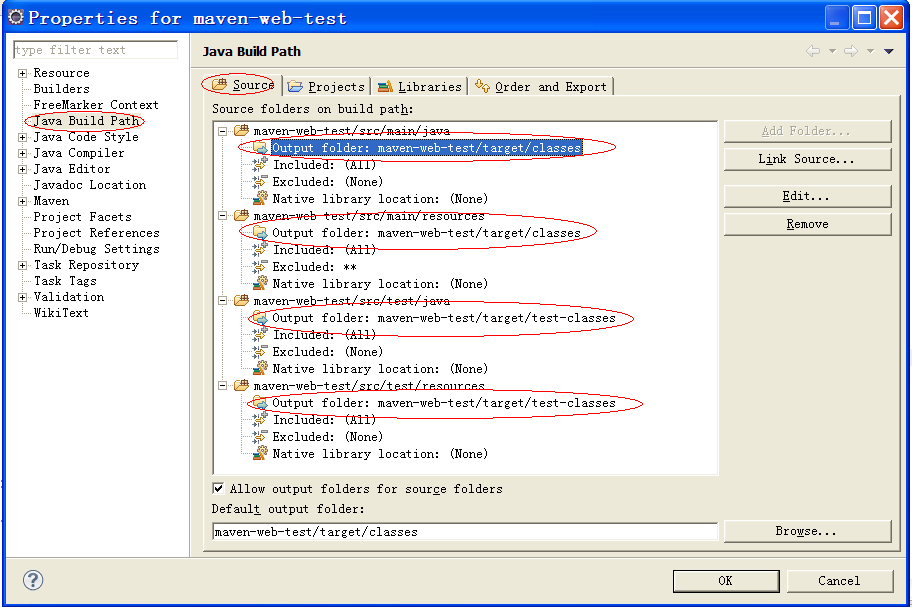 Properties for maven-web-test
type filter text
Resource
Builders
FreeMarker Context
Java Build Path
Java Code Style
Java Compiler
Java Editor
Javadoc Location
Maven
Project Facets
Project References
Run/Debug Settings
Task Repository
Task Tags
Validation
WikiText
Java Build Path
Source Projects Libraries Order and Export
Source folders on build path:
maven-web-test/src/main/java
Output folder: maven-web-test/target/classes
Included: (All)
Excluded: (None)
Native library location: (None)
maven-web-test/src/main/resources
Output folder: maven-web-test/target/classes
Included: (All)
Excluded: **
Native library location: (None)
maven-web-test/src/test/java
Output folder: maven-web-test/target/test-classes
Included: (All)
Excluded: (None)
Native library location: (None)
maven-web-test/src/test/resources
Output folder: maven-web-test/target/test-classes
Included: (All)
Excluded: (None)
Native library location: (None)
Add Folder...
Link Source...
Edit...
Remove
Allow output folders for source folders
Default output folder:
maven-web-test/target/classes
Browse...
?
OK
Cancel